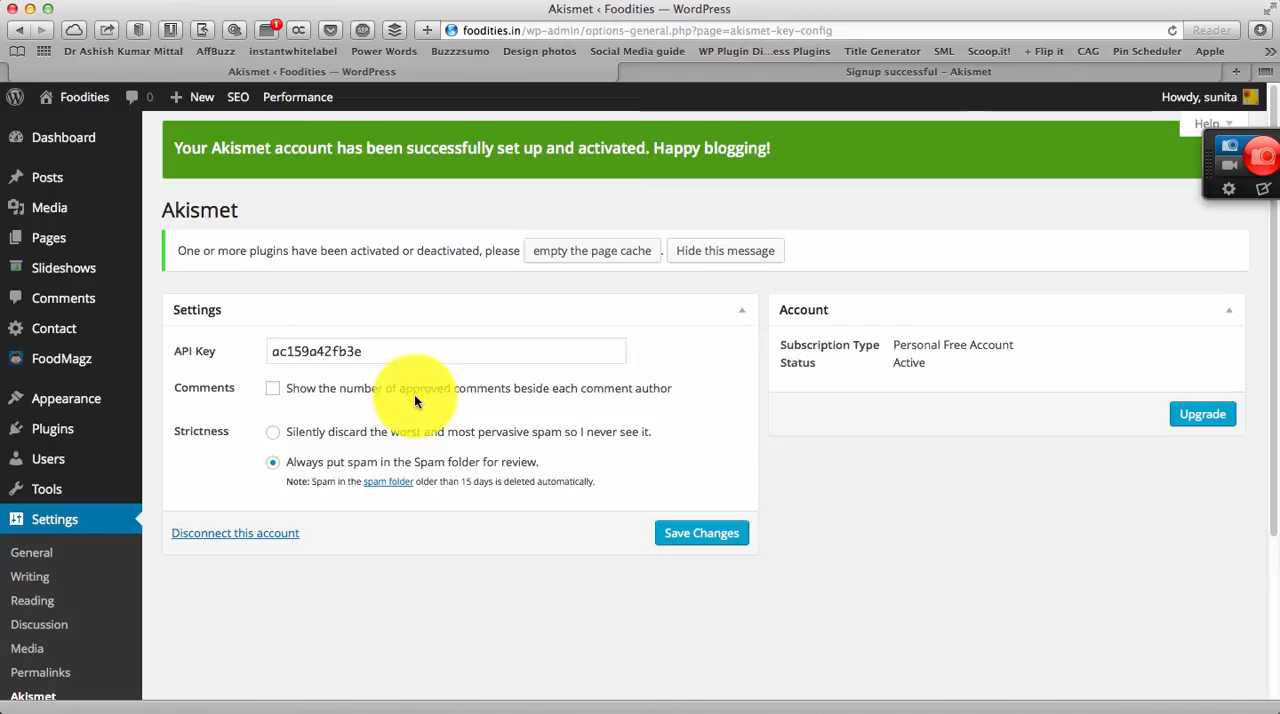 Akismet ‹ Foodities — WordPress
1
foodities.in/wp-admin/options-general.php?page=akismet-key-config
Reader
Dr Ashish Kumar Mittal AffBuzz instantwhitelabel Power Words Buzzzsumo Design photos Social Media guide WP Plugin Di...ess Plugins Title Generator SML Scoop.it! + Flip it CAG Pin Scheduler Apple
Akismet ‹ Foodities — WordPress
Signup successful – Akismet
Foodities 0 New SEO Performance
Howdy, sunita
Help
Your Akismet account has been successfully set up and activated. Happy blogging!
Akismet
One or more plugins have been activated or deactivated, please empty the page cache . Hide this message
Dashboard
Posts
Media
Pages
Slideshows
Comments
Contact
FoodMagz
Appearance
Plugins
Users
Tools
Settings
General
Writing
Reading
Discussion
Media
Permalinks
Akismet
Settings
API Key ac159a42fb3e
Comments Show the number of approved comments beside each comment author
Strictness Silently discard the worst and most pervasive spam so I never see it.
Always put spam in the Spam folder for review.
Note: Spam in the spam folder older than 15 days is deleted automatically.
Disconnect this account
Save Changes
Account
Subscription Type Personal Free Account
Status Active
Upgrade